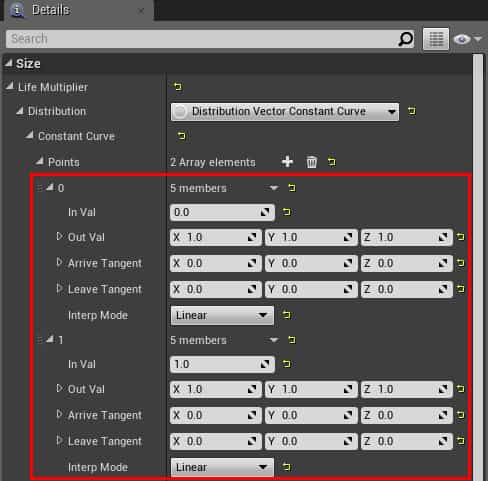 Details
Search
Size
Life Multiplier
Distribution Distribution Vector Constant Curve
Constant Curve
Points 2 Array elements
0 5 members
In Val 0.0
Out Val X 1.0 Y 1.0 Z 1.0
Arrive Tangent X 0.0 Y 0.0 Z 0.0
Leave Tangent X 0.0 Y 0.0 Z 0.0
Interp Mode Linear
1 5 members
In Val 1.0
Out Val X 1.0 Y 1.0 Z 1.0
Arrive Tangent X 0.0 Y 0.0 Z 0.0
Leave Tangent X 0.0 Y 0.0 Z 0.0
Interp Mode Linear